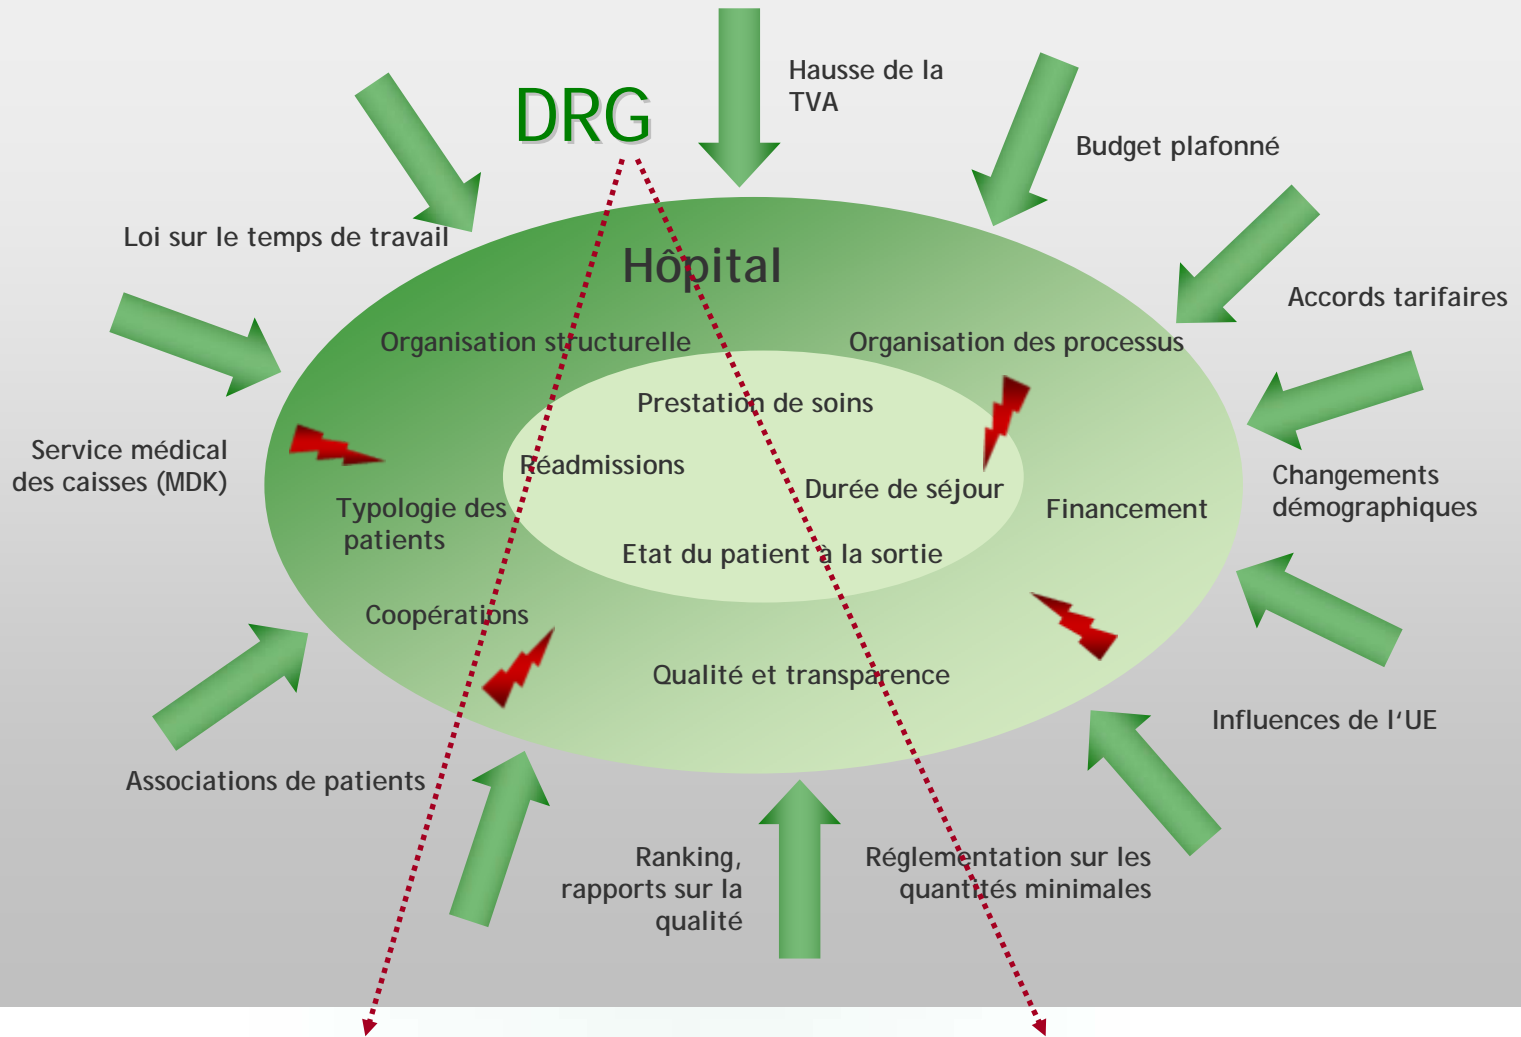 Hausse de la
TVA
DRG
Budget plafonné
Loi sur le temps de travail
Hôpital
Accords tarifaires
Organisation structurelle
Organisation des processus
Prestation de soins
Service médical
des caisses (MDK)
Réadmissions
Durée de séjour
Changements
démographiques
Typologie des
patients
Financement
Etat du patient à la sortie
Coopérations
Qualité et transparence
Influences de l‘UE
Associations de patients
Ranking,
rapports sur la
qualité
Réglementation sur les
quantités minimales